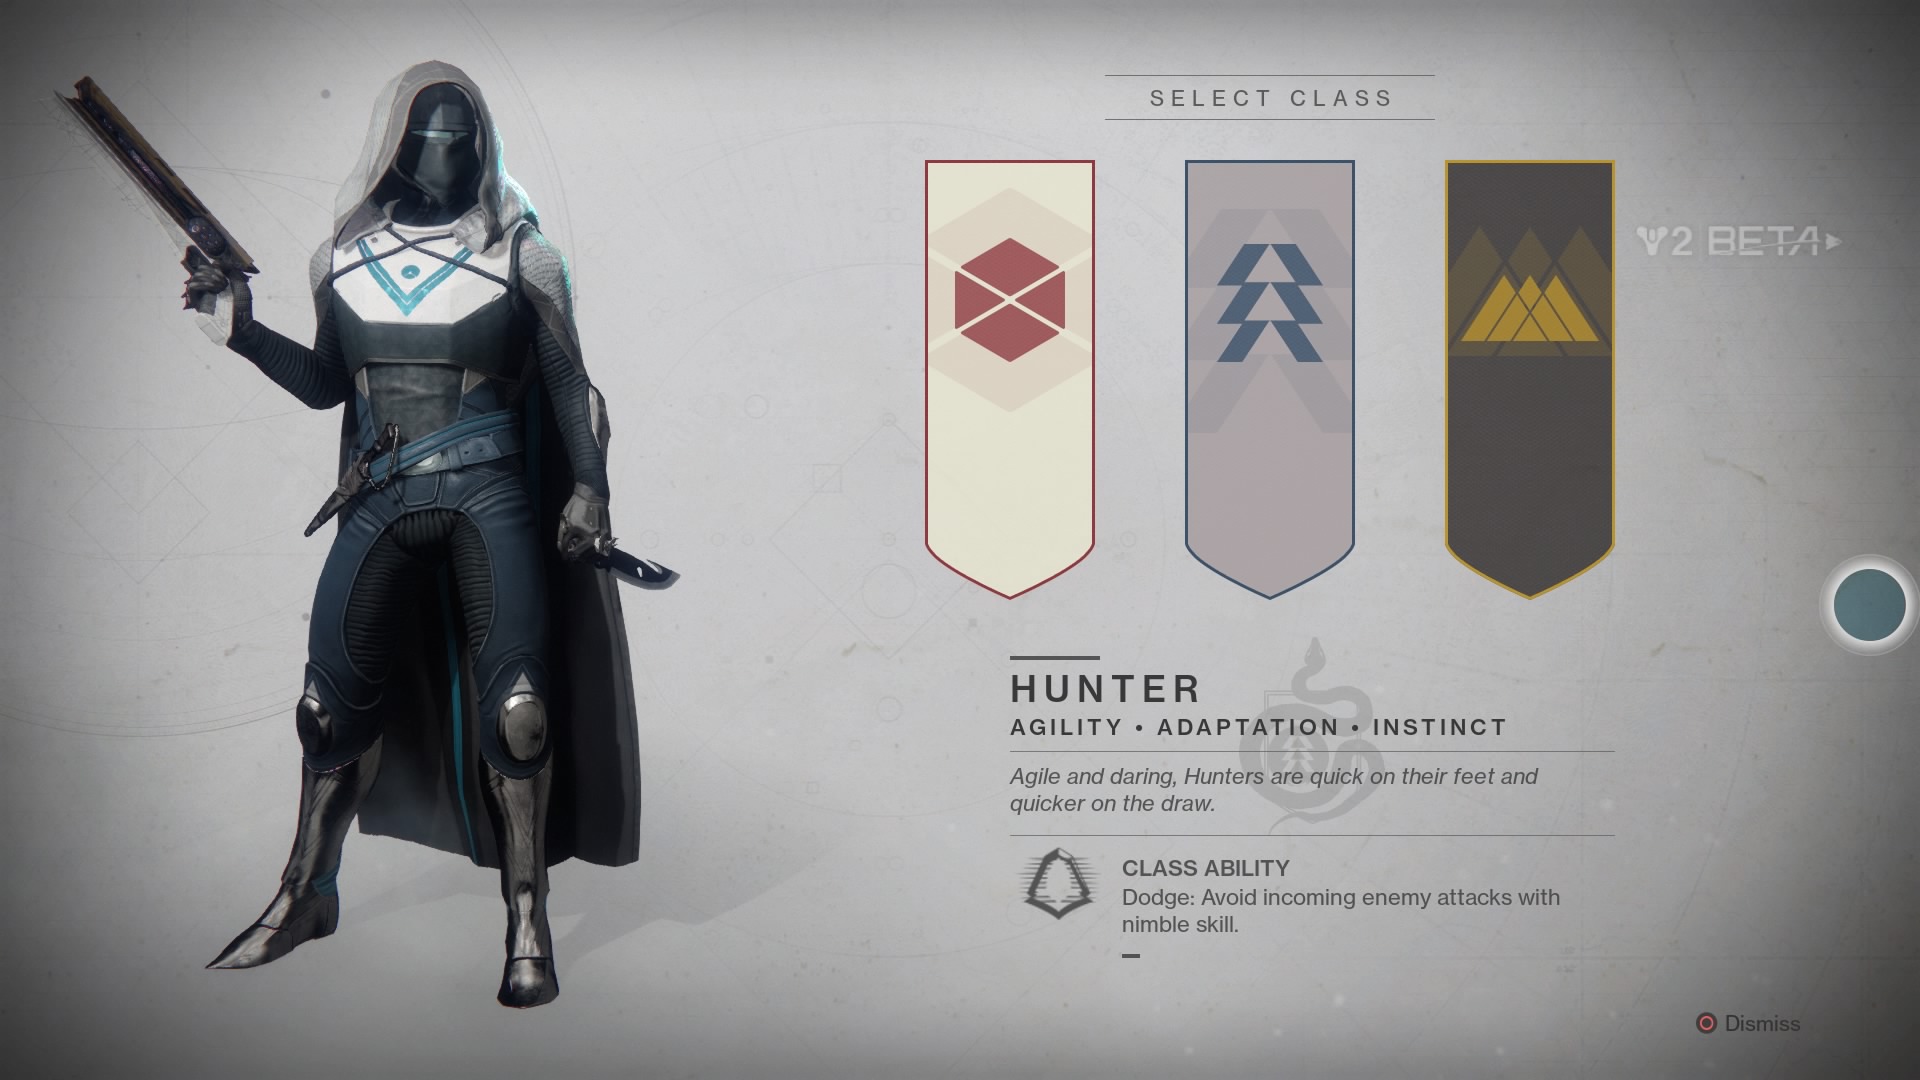 SELECT CLASS
2 BETA
HUNTER
AGILITY • ADAPTATION • INSTINCT
Agile and daring, Hunters are quick on their feet and
quicker on the draw.
CLASS ABILITY
Dodge: Avoid incoming enemy attacks with
nimble skill.
Dismiss